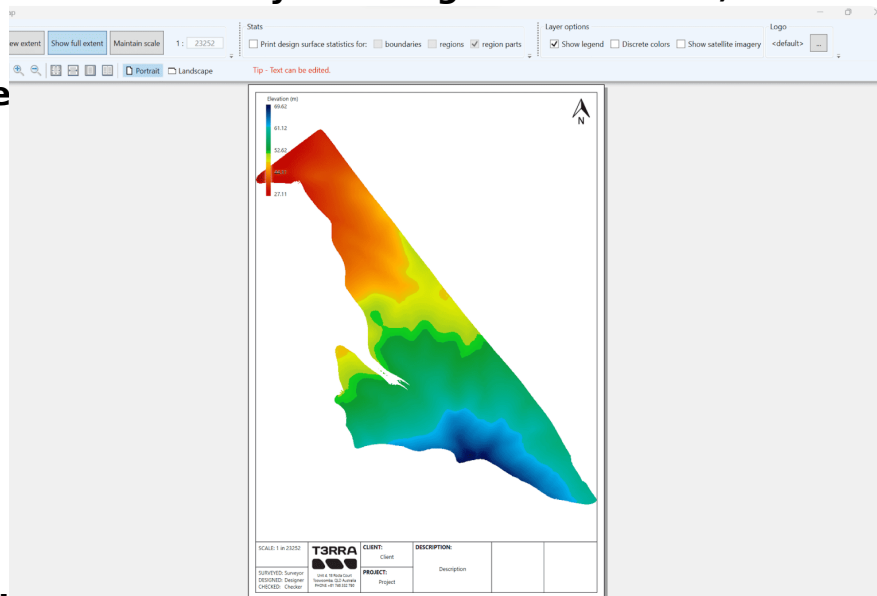 Stats
Layer options
Logo
ew extent Show full extent Maintain scale 1 : 23252
Print design surface statistics for: boundaries regions region parts
Show legend Discrete colors Show satellite imagery
<default> ...
Portrait Landscape
Tip - Text can be edited.
Elevation (m)
69.62
61.12
52.62
27.11
N
SCALE: 1 in 23252
SURVEYED: Surveyor
DESIGNED: Designer
CHECKED: Checker
T3RRA
CLIENT:
Client
PROJECT:
Project
DESCRIPTION:
Description